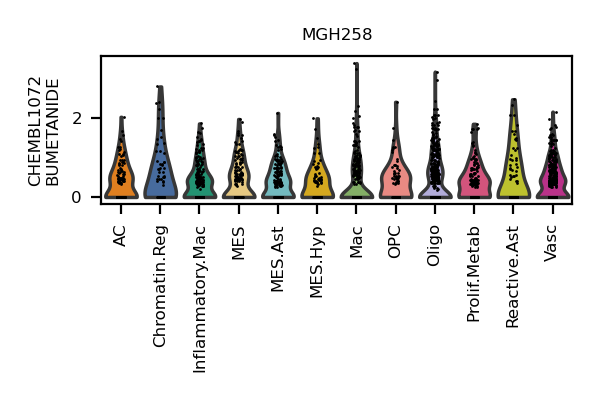 MGH258
CHEMBL1072
BUMETANIDE
2
0
AC
Chromatin.Reg
Inflammatory.Mac
MES
MES.Ast
MES.Hyp
Mac
OPC
Oligo
Prolif.Metab
Reactive.Ast
Vasc